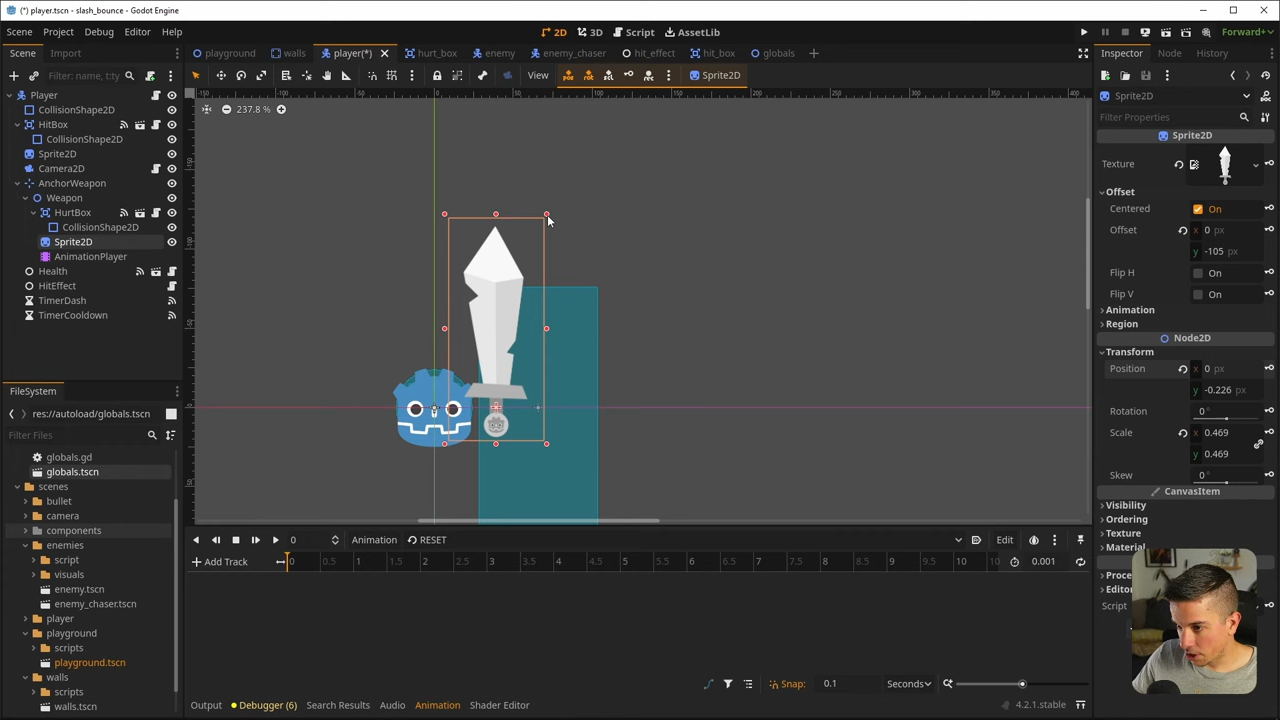 (*) player.tscn - slash_bounce - Godot Engine
Scene Project Debug Editor Help
2D 3D Script AssetLib
Forward+
Scene Import
playground walls player(*) hurt_box enemy enemy_chaser hit_effect hit_box globals
Inspector Node History
Filter: name, t:ty
View
Sprite2D
Player
CollisionShape2D
HitBox
CollisionShape2D
Sprite2D
Camera2D
AnchorWeapon
Weapon
HurtBox
CollisionShape2D
Sprite2D
AnimationPlayer
Health
HitEffect
TimerDash
TimerCooldown
237.8 %
FileSystem
res://autoload/globals.tscn
Filter Files
globals.gd
globals.tscn
scenes
bullet
camera
components
enemies
script
visuals
enemy.tscn
enemy_chaser.tscn
player
playground
scripts
playground.tscn
walls
scripts
walls.tscn
0 Animation RESET Edit
Add Track
0 0.5 1 1.5 2 2.5 3 3.5 4 4.5 5 5.5 6 6.5 7 7.5 8 8.5 9 9.5 10
0.001
Snap: 0.1 Seconds
Output Debugger (6) Search Results Audio Animation Shader Editor
4.2.1.stable
Sprite2D
Filter Properties
Sprite2D
Texture
Offset
Centered On
Offset x 0 px
y -105 px
Flip H On
Flip V On
Animation
Region
Node2D
Transform
Position x 0 px
y -0.226 px
Rotation 0 °
Scale x 0.469
y 0.469
Skew 0 °
CanvasItem
Visibility
Ordering
Texture
Material
Script